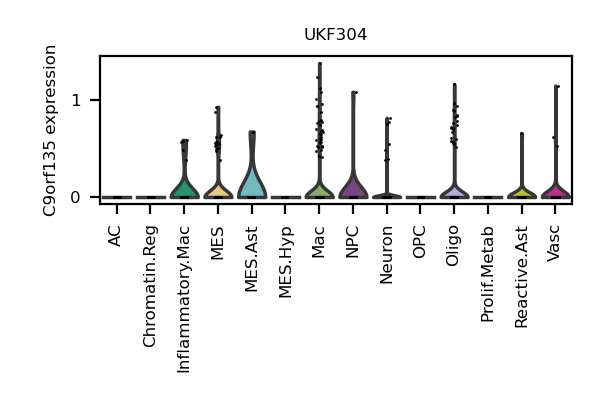 UKF304
C9orf135 expression
1
0
AC
Chromatin.Reg
Inflammatory.Mac
MES
MES.Ast
MES.Hyp
Mac
NPC
Neuron
OPC
Oligo
Prolif.Metab
Reactive.Ast
Vasc